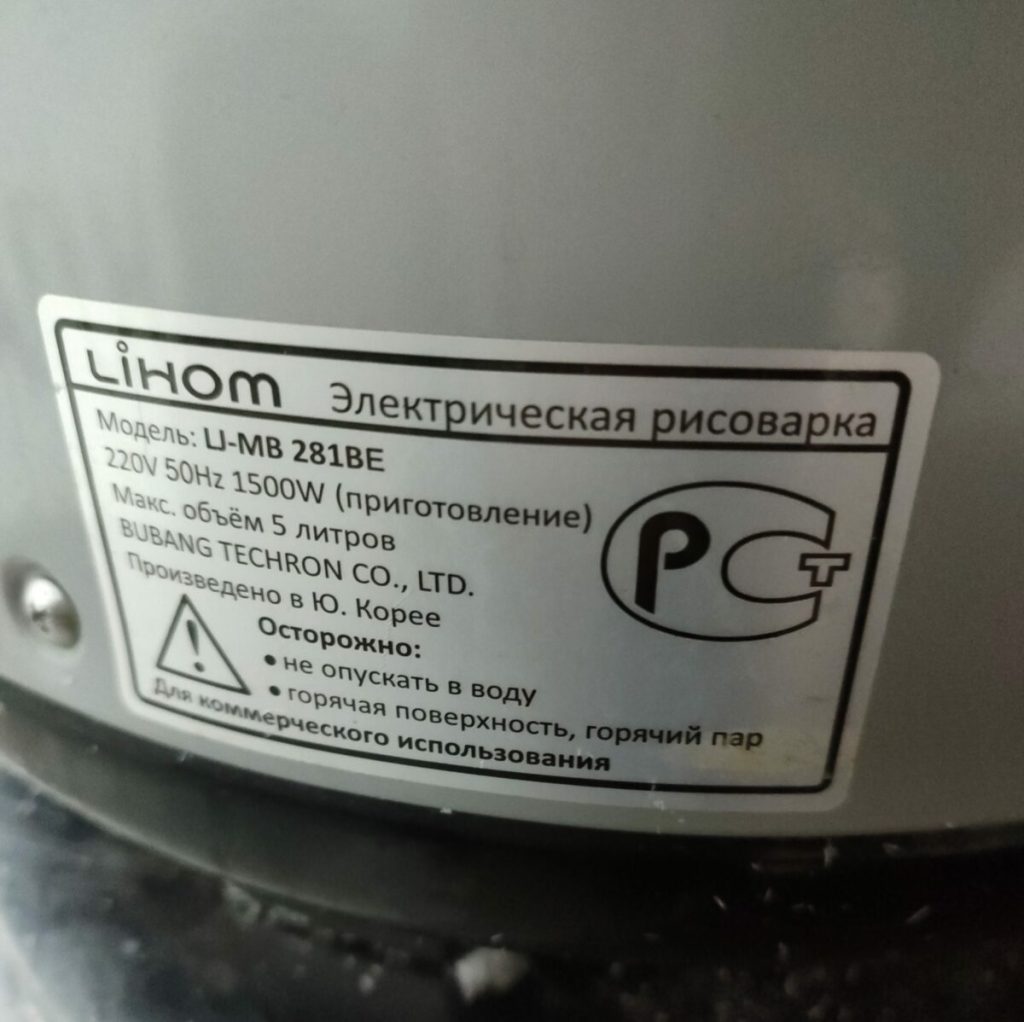 LiHOM Электрическая рисоварка
Модель: LJ-MB 281BE
220V 50Hz 1500W (приготовление)
Макс. объём 5 литров
BUBANG TECHRON CO., LTD.
Произведено в Ю. Корее
Осторожно:
• не опускать в воду
• горячая поверхность, горячий пар
Для коммерческого использования
РСТ